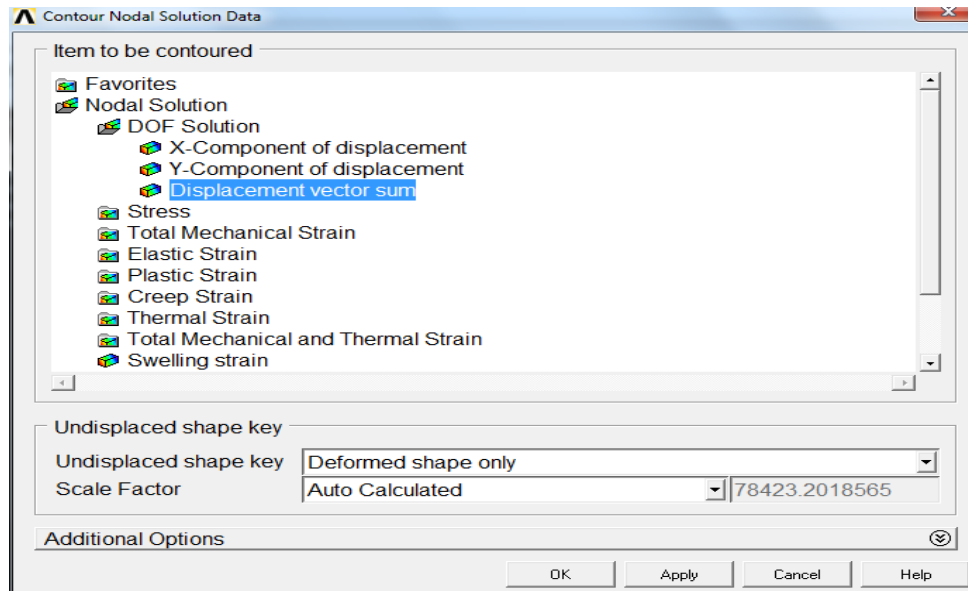 Contour Nodal Solution Data
Item to be contoured
Favorites
Nodal Solution
DOF Solution
X-Component of displacement
Y-Component of displacement
Displacement vector sum
Stress
Total Mechanical Strain
Elastic Strain
Plastic Strain
Creep Strain
Thermal Strain
Total Mechanical and Thermal Strain
Swelling strain
Undisplaced shape key
Undisplaced shape key Deformed shape only
Scale Factor Auto Calculated 78423.2018565
Additional Options
OK Apply Cancel Help